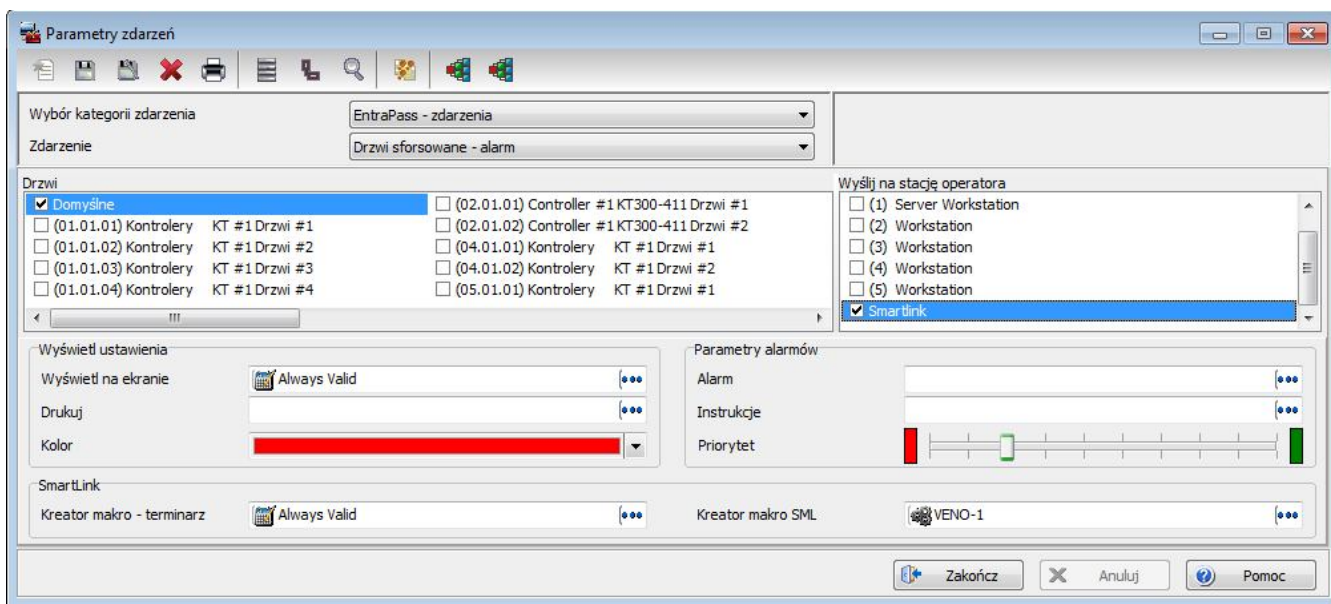 Parametry zdarzeń
Wybór kategorii zdarzenia
EntraPass - zdarzenia
Zdarzenie
Drzwi sforsowane - alarm
Drzwi
Domyślne
(01.01.01) Kontrolery KT #1 Drzwi #1
(01.01.02) Kontrolery KT #1 Drzwi #2
(01.01.03) Kontrolery KT #1 Drzwi #3
(01.01.04) Kontrolery KT #1 Drzwi #4
(02.01.01) Controller #1 KT300-411 Drzwi #1
(02.01.02) Controller #1 KT300-411 Drzwi #2
(04.01.01) Kontrolery KT #1 Drzwi #1
(04.01.02) Kontrolery KT #1 Drzwi #2
(05.01.01) Kontrolery KT #1 Drzwi #1
Wyślij na stację operatora
(1) Server Workstation
(2) Workstation
(3) Workstation
(4) Workstation
(5) Workstation
Smartlink
Wyświetl ustawienia
Wyświetl na ekranie
Always Valid
Drukuj
Kolor
Parametry alarmów
Alarm
Instrukcje
Priorytet
SmartLink
Kreator makro - terminarz
Always Valid
Kreator makro SML
VENO-1
Zakończ
Anuluj
Pomoc